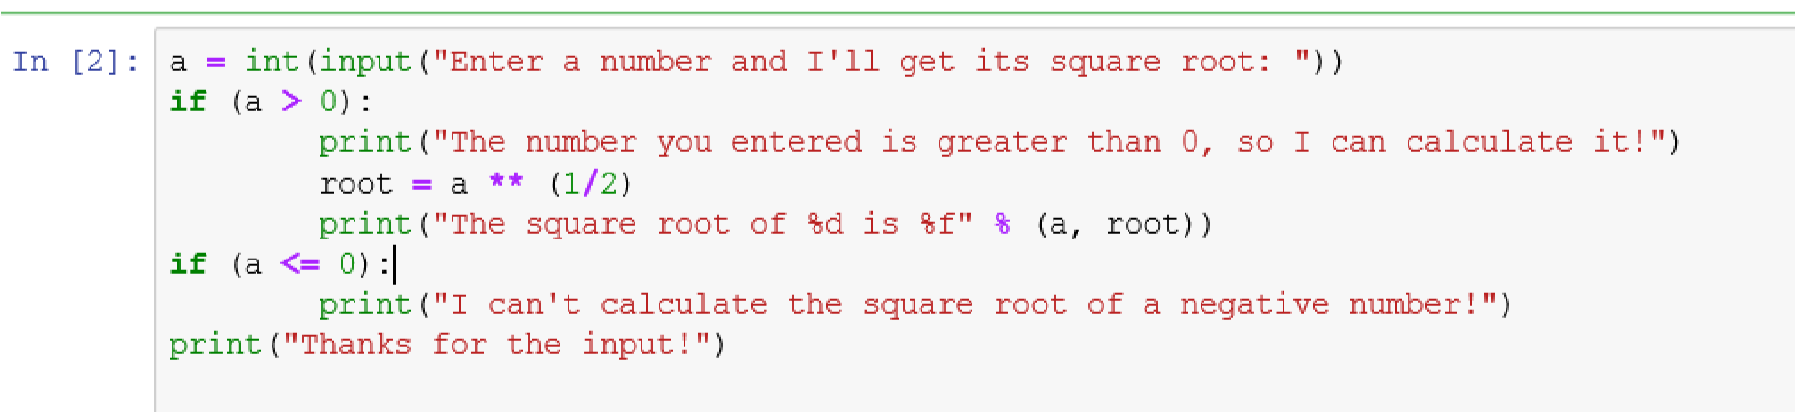 In [2]: a = int(input("Enter a number and I'll get its square root: "))
if (a > 0):
        print("The number you entered is greater than 0, so I can calculate it!")
        root = a ** (1/2)
        print("The square root of %d is %f" % (a, root))
if (a <= 0):
        print("I can't calculate the square root of a negative number!")
print("Thanks for the input!")